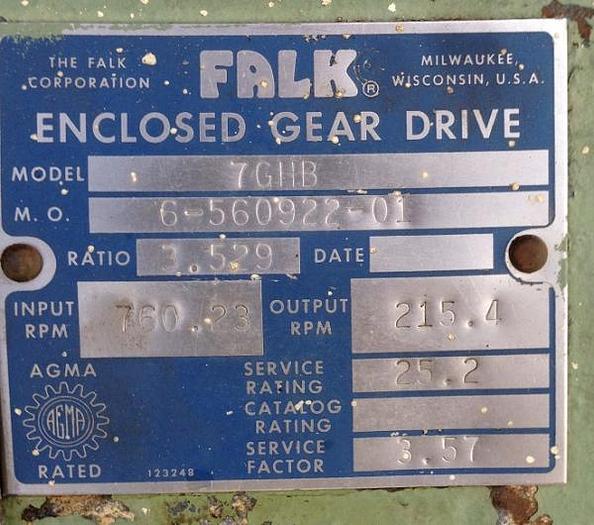 THE FALK CORPORATION
FALK®
MILWAUKEE, WISCONSIN, U.S.A.
ENCLOSED GEAR DRIVE
MODEL 7GHB
M. O. 6-560922-01
RATIO 3.529 DATE
INPUT RPM 760.23 OUTPUT RPM 215.4
AGMA
SERVICE RATING 25.2
CATALOG RATING
AGMA
SERVICE FACTOR 3.57
RATED
123248